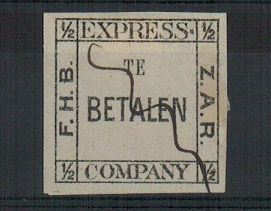 ½ EXPRESS· ½
F.H.B.
TE
BETALEN
Z.A.R.
½ COMPANY ½